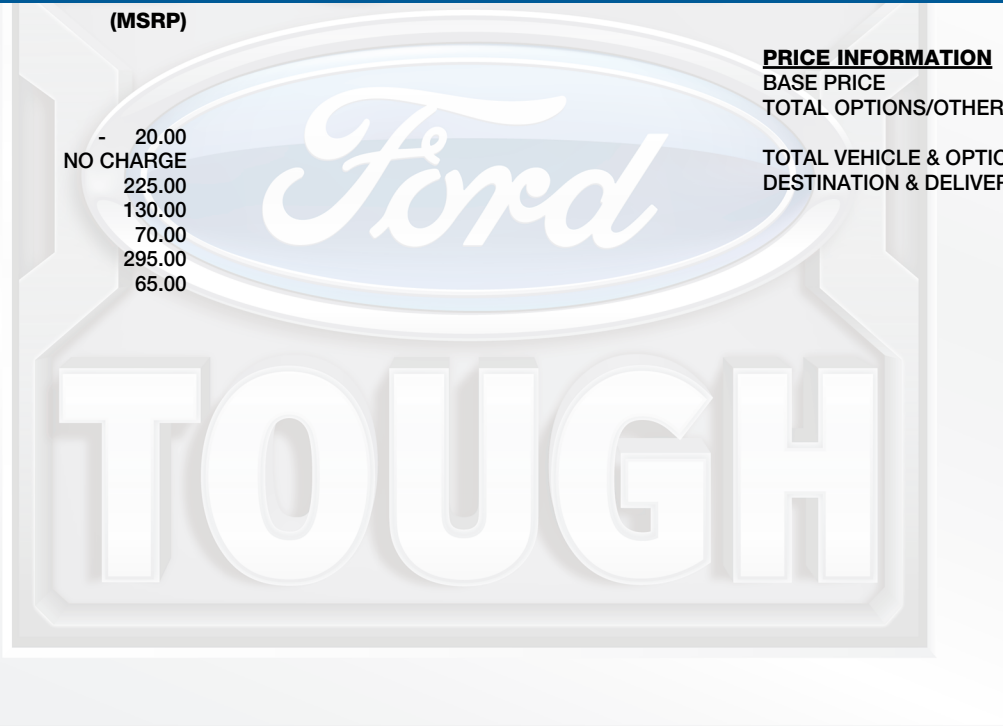 (MSRP)
- 20.00
NO CHARGE
225.00
130.00
70.00
295.00
65.00
PRICE INFORMATION
BASE PRICE
TOTAL OPTIONS/OTHER
TOTAL VEHICLE & OPTIO
DESTINATION & DELIVER
Ford
TOUGH